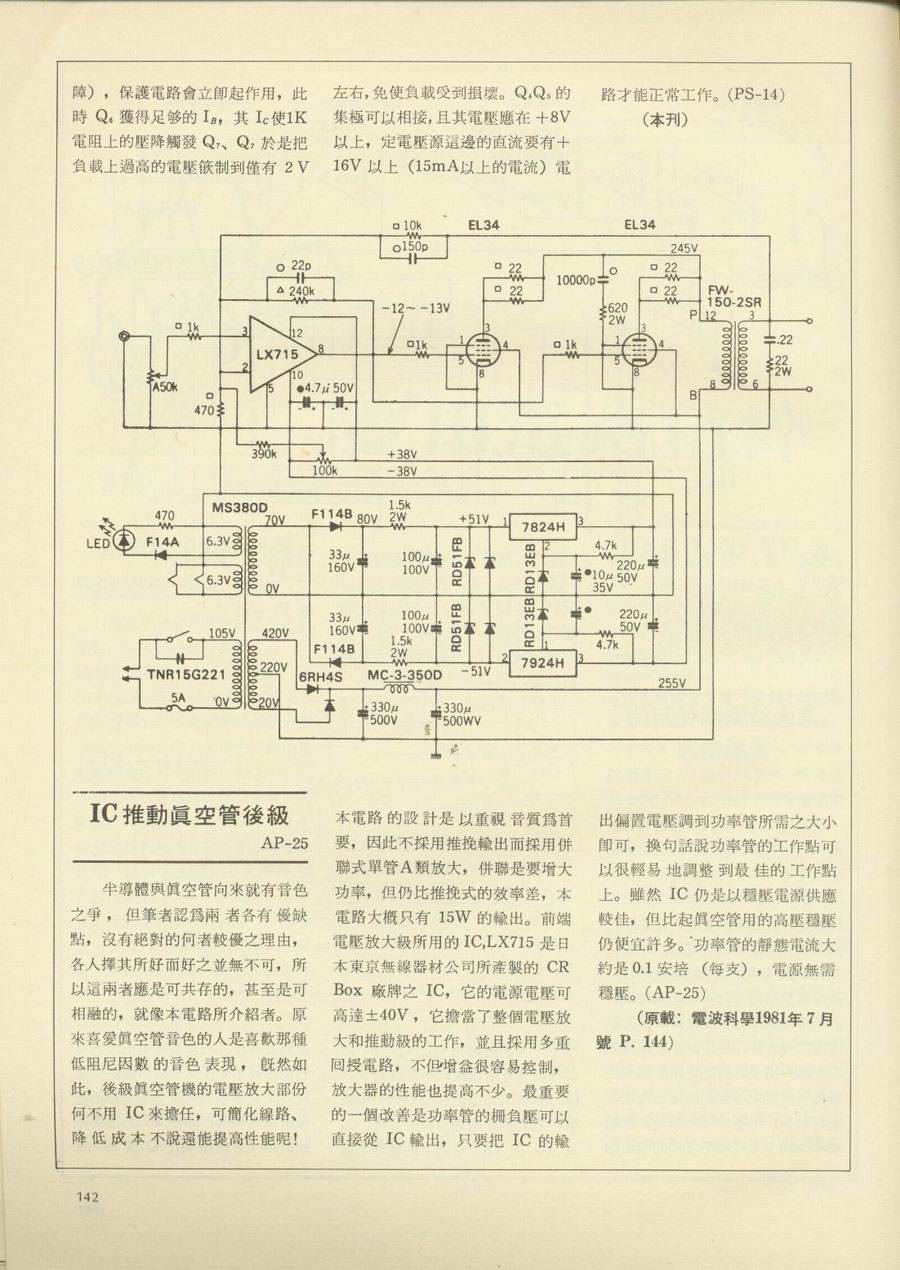 障），保護電路會立卽起作用，此
時 Q₆ 獲得足够的 I_B，其 I_C使1K
電阻上的壓降觸發 Q₇、Q₇ 於是把
負載上過高的電壓箝制到僅有 2 V
左右，免使負載受到損壞。Q₄Q₅ 的
集極可以相接，且其電壓應在＋8V
以上，定電壓源這邊的直流要有＋
16V 以上（15mA以上的電流）電
路才能正常工作。(PS-14)
（本刊）
10k
150p
EL34
EL34
245V
22p
240k
-12～-13V
22
22
10000p
620
2W
22
22
FW-
150-2SR
P
12
3
1k
3
12
LX715
8
2
10
5
1k
3
1
5
4
8
1k
3
1
5
4
8
.22
22
2W
B
8
6
A50k
470
4.7μ 50V
390k
100k
+38V
-38V
MS380D
470
LED
F14A
6.3V
6.3V
70V
0V
F114B
80V
1.5k
2W
+51V
1
7824H
3
2
33μ
160V
100μ
100V
RD51FB
RD13EB
4.7k
10μ
35V
220μ
50V
33μ
160V
100μ
100V
RD51FB
RD13EB
220μ
50V
F114B
1.5k
2W
-51V
2
7924H
1
3
4.7k
105V
420V
TNR15G221
220V
6RH4S
MC-3-350D
255V
5A
0V
20V
330μ
500V
330μ
500WV
IC推動眞空管後級
AP-25
半導體與眞空管向來就有音色
之爭，但筆者認爲兩者各有優缺
點，沒有絕對的何者較優之理由，
各人擇其所好而好之並無不可，所
以這兩者應是可共存的，甚至是可
相融的，就像本電路所介紹者。原
來喜愛眞空管音色的人是喜歡那種
低阻尼因數的音色表現，旣然如
此，後級眞空管機的電壓放大部份
何不用 IC 來擔任，可簡化線路、
降低成本不說還能提高性能呢！
本電路的設計是以重視音質爲首
要，因此不採用推挽輸出而採用併
聯式單管A類放大，併聯是要增大
功率，但仍比推挽式的效率差，本
電路大槪只有 15W 的輸出。前端
電壓放大級所用的 IC,LX715 是日
本東京無線器材公司所產製的 CR
Box 廠牌之 IC，它的電源電壓可
高達±40V，它擔當了整個電壓放
大和推動級的工作，並且採用多重
囘授電路，不但增益很容易控制，
放大器的性能也提高不少。最重要
的一個改善是功率管的柵負壓可以
直接從 IC 輸出，只要把 IC 的輸
出偏置電壓調到功率管所需之大小
卽可，換句話說功率管的工作點可
以很輕易地調整到最佳的工作點
上。雖然 IC 仍是以穩壓電源供應
較佳，但比起眞空管用的高壓穩壓
仍便宜許多。功率管的靜態電流大
約是 0.1 安培（每支），電源無需
穩壓。(AP-25)
（原載：電波科學1981年 7 月
號 P. 144）
142